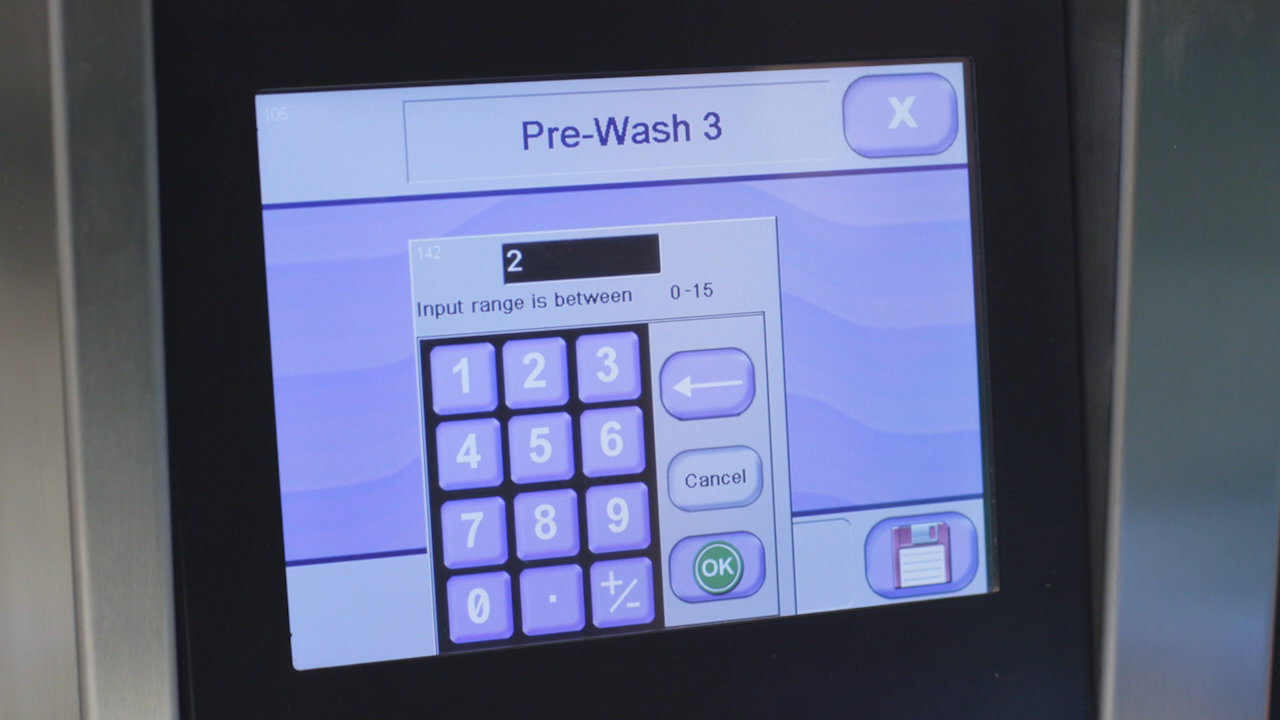 105
Pre-Wash 3
X
142
2
Input range is between 0-15
1 2 3
4 5 6
Cancel
7 8 9
OK
0 . +/-